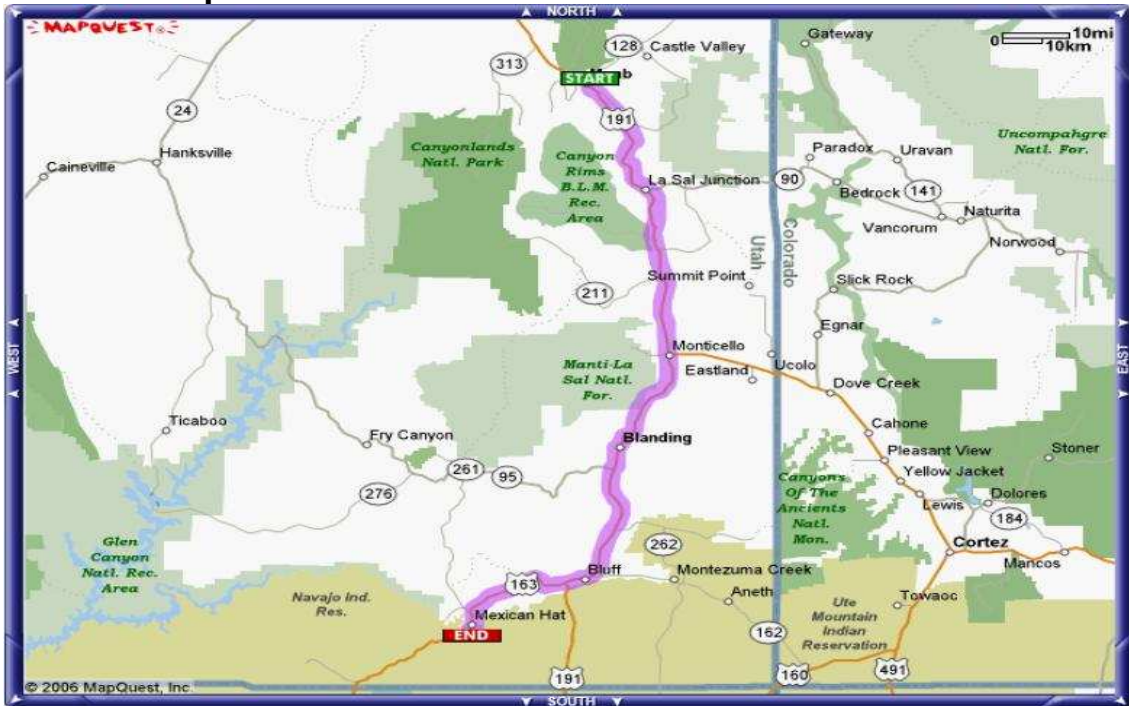 NORTH
MAPQUEST
10mi
0
10km
128
Castle Valley
Gateway
313
START
24
191
Hanksville
Caineville
Canyonlands
Natl. Park
Canyon
Rims
B.L.M.
Rec.
Area
La Sal Junction
90
Paradox
Uravan
Uncompahgre
Natl. For.
Bedrock
141
Vancorum
Naturita
Norwood
Utah
Colorado
Summit Point
211
Slick Rock
Egnar
WEST
EAST
Monticello
Manti-La
Sal Natl.
For.
Eastland
Ucolo
Dove Creek
Ticaboo
Fry Canyon
Blanding
Cahone
261
95
276
Pleasant View
Stoner
Yellow Jacket
Canyons
Of The
Ancients
Natl.
Mon.
Lewis
Dolores
184
Glen
Canyon
Natl. Rec.
Area
262
Cortez
Mancos
Bluff
163
Montezuma Creek
Navajo Ind.
Res.
Aneth
Towaoc
Mexican Hat
END
Ute
Mountain
Indian
Reservation
162
191
160
491
© 2006 MapQuest, Inc.
SOUTH